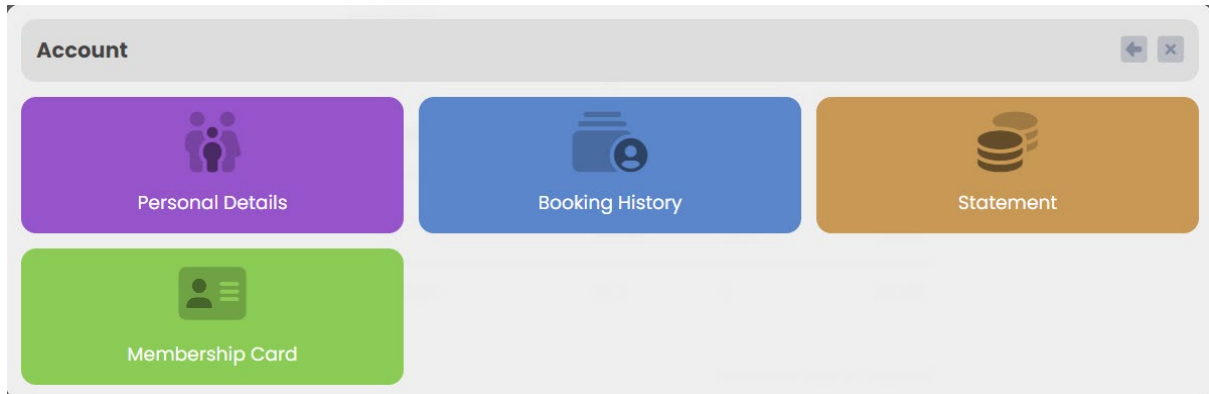 Account
Personal Details
Booking History
Statement
Membership Card